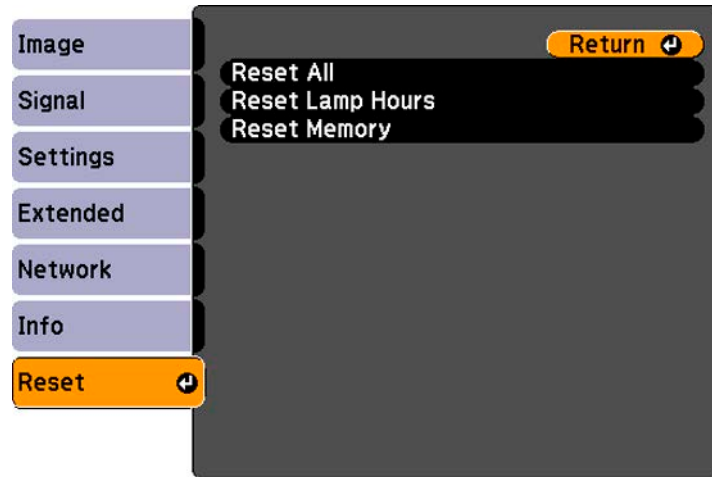 Image
Signal
Settings
Extended
Network
Info
Reset
Return
Reset All
Reset Lamp Hours
Reset Memory